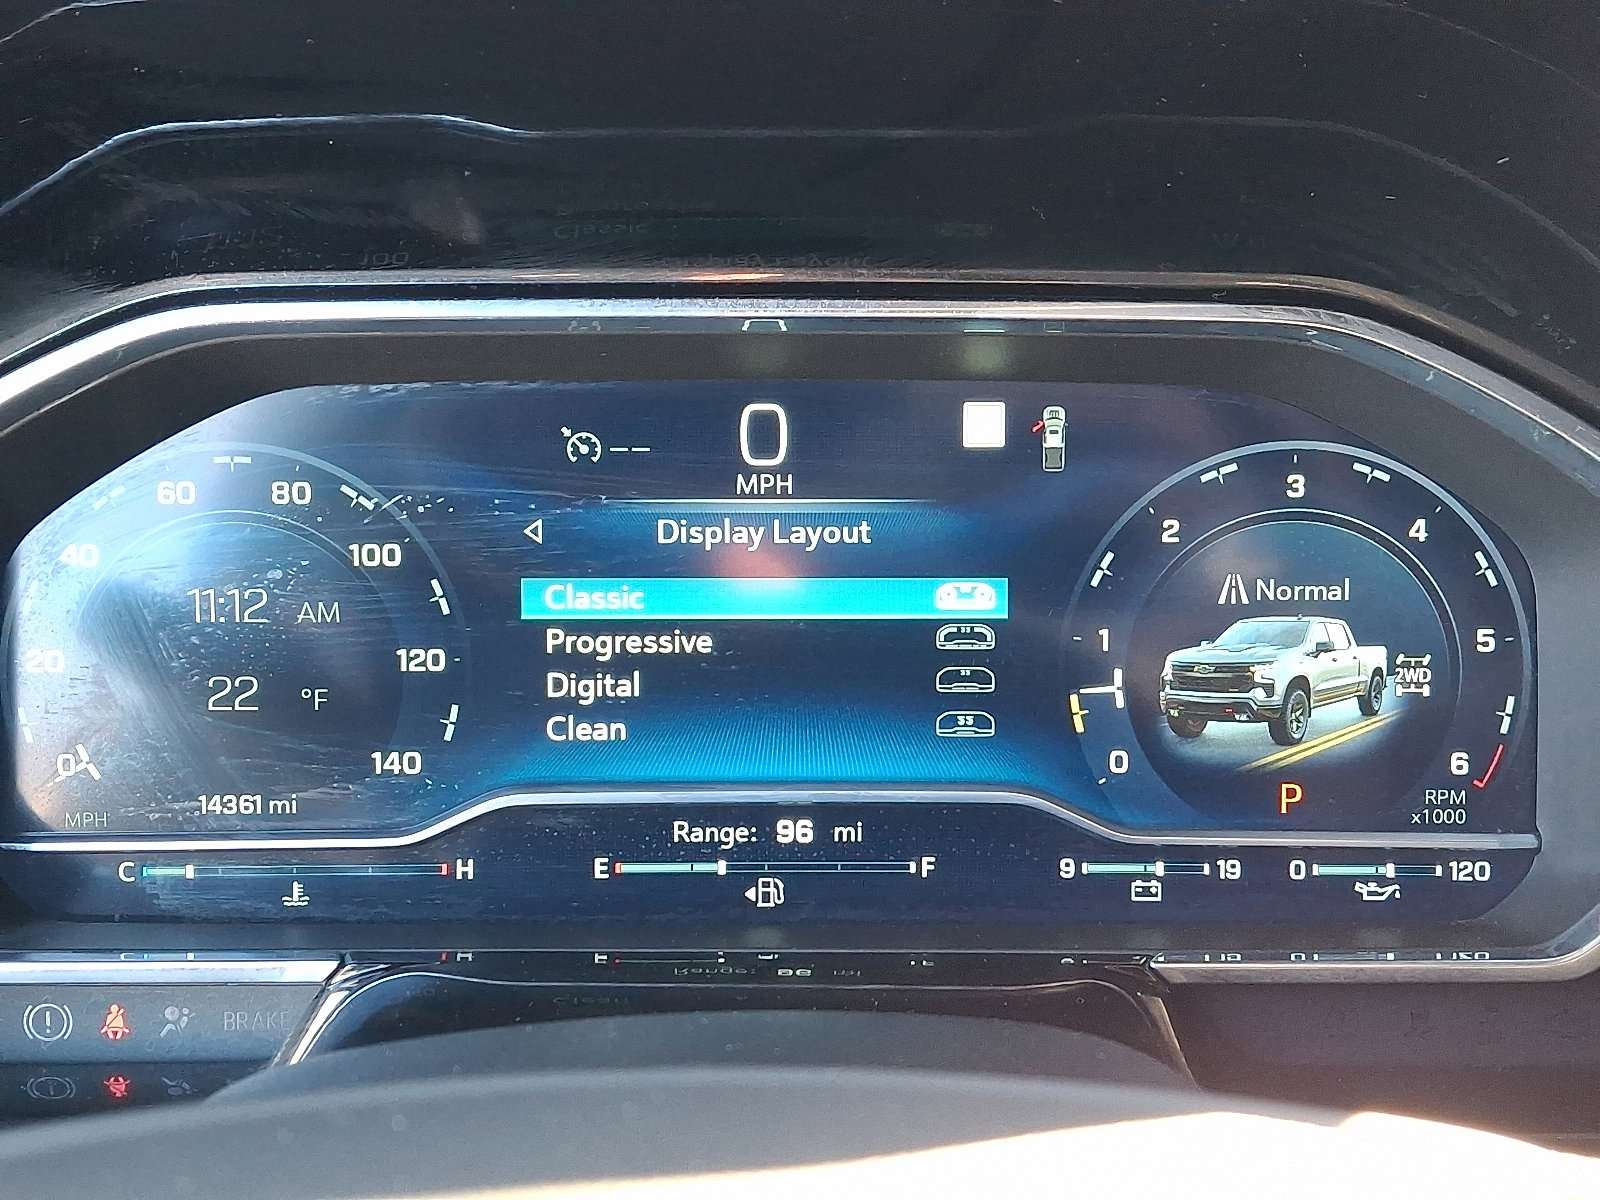 0
MPH
Display Layout
Classic
Progressive
Digital
Clean
0
20
40
60
80
100
120
140
11:12 AM
22 °F
14361 mi
MPH
0
1
2
3
4
5
6
Normal
2WD
P
RPM
x1000
Range: 96 mi
C H
E F
9 19
0 120
BRAKE